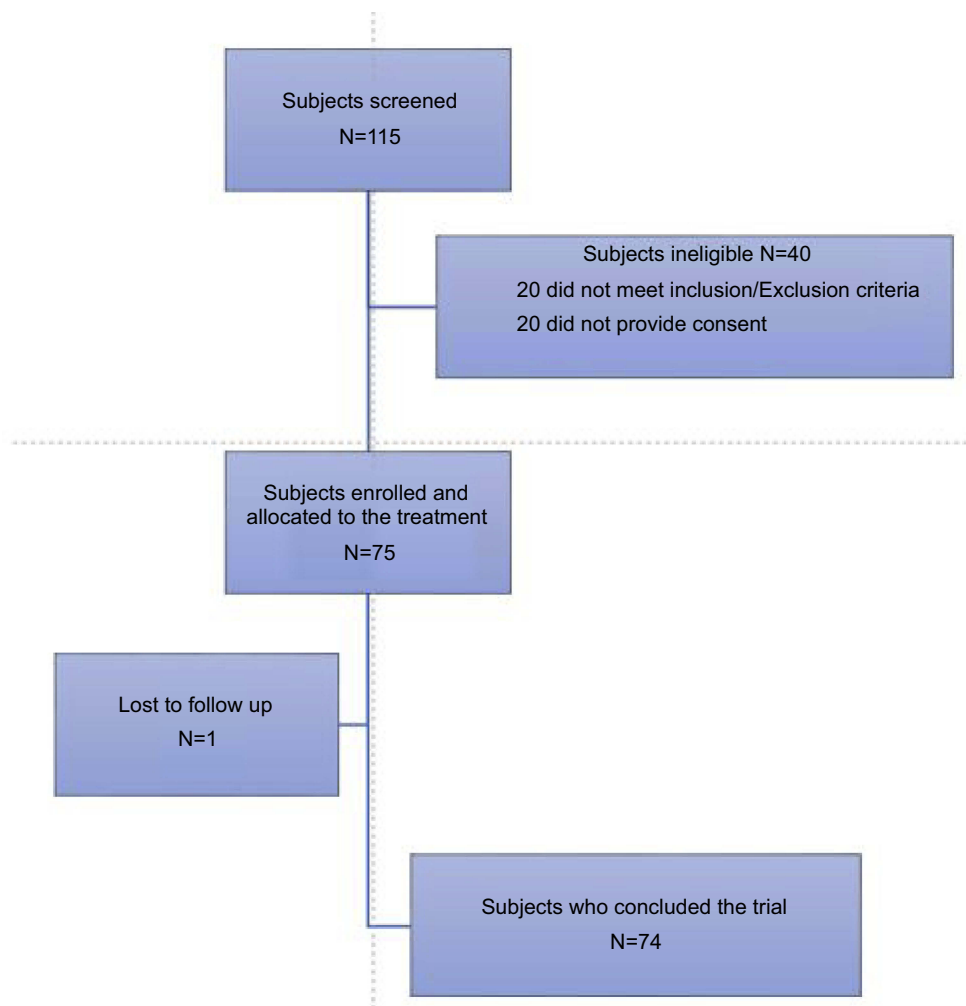 Subjects screened
N=115
Subjects ineligible N=40
20 did not meet inclusion/Exclusion criteria
20 did not provide consent
Subjects enrolled and
allocated to the treatment
N=75
Lost to follow up
N=1
Subjects who concluded the trial
N=74